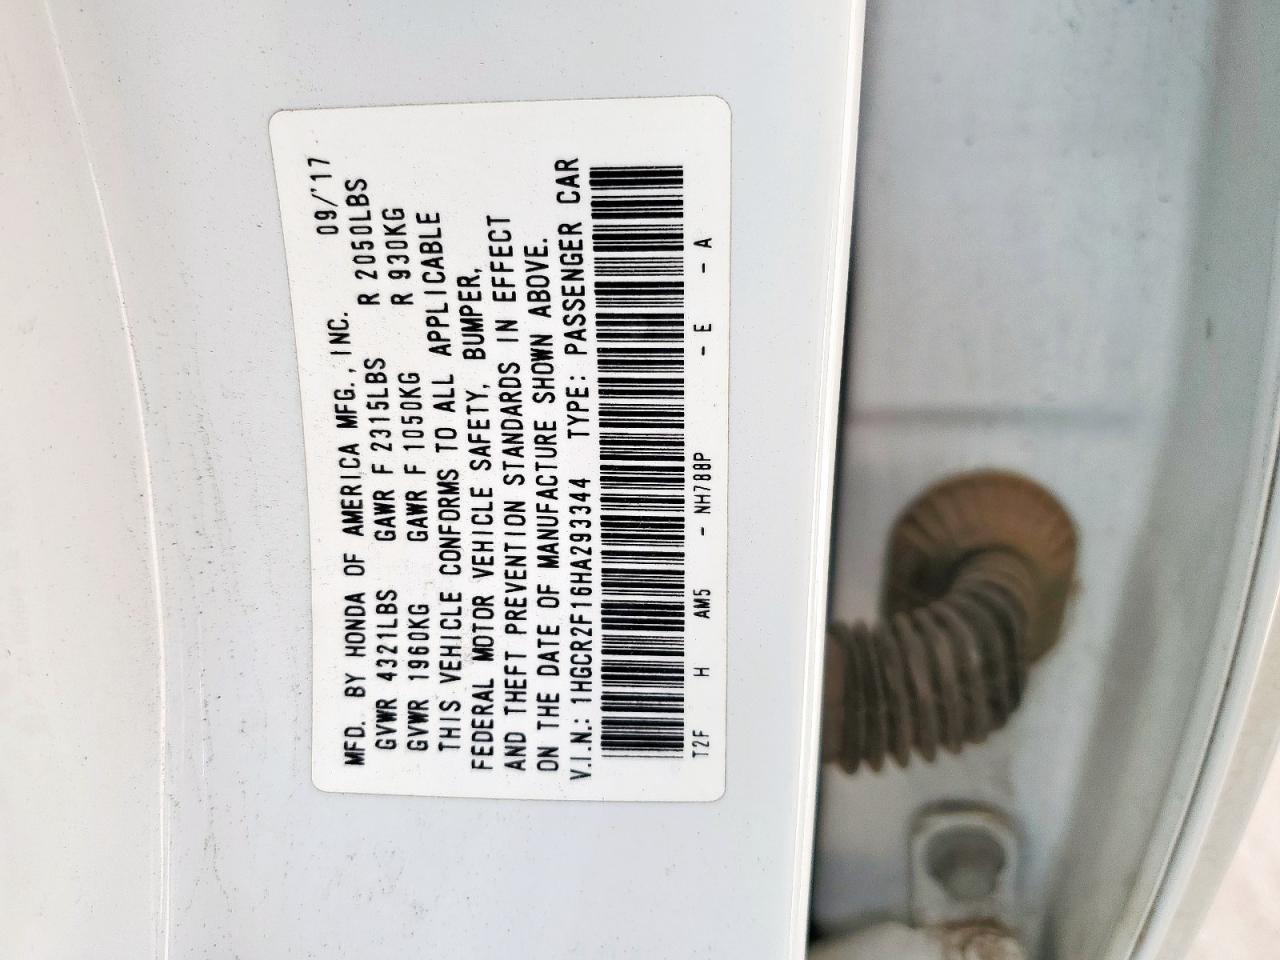 MFD. BY HONDA OF AMERICA MFG., INC. 09/'17
GVWR 4321LBS GAWR F 2315LBS R 2050LBS
GVWR 1960KG GAWR F 1050KG R 930KG
THIS VEHICLE CONFORMS TO ALL APPLICABLE
FEDERAL MOTOR VEHICLE SAFETY, BUMPER,
AND THEFT PREVENTION STANDARDS IN EFFECT
ON THE DATE OF MANUFACTURE SHOWN ABOVE.
V.I.N.: 1HGCR2F16HA293344 TYPE: PASSENGER CAR
T2F H AM5 - NH788P - E - A